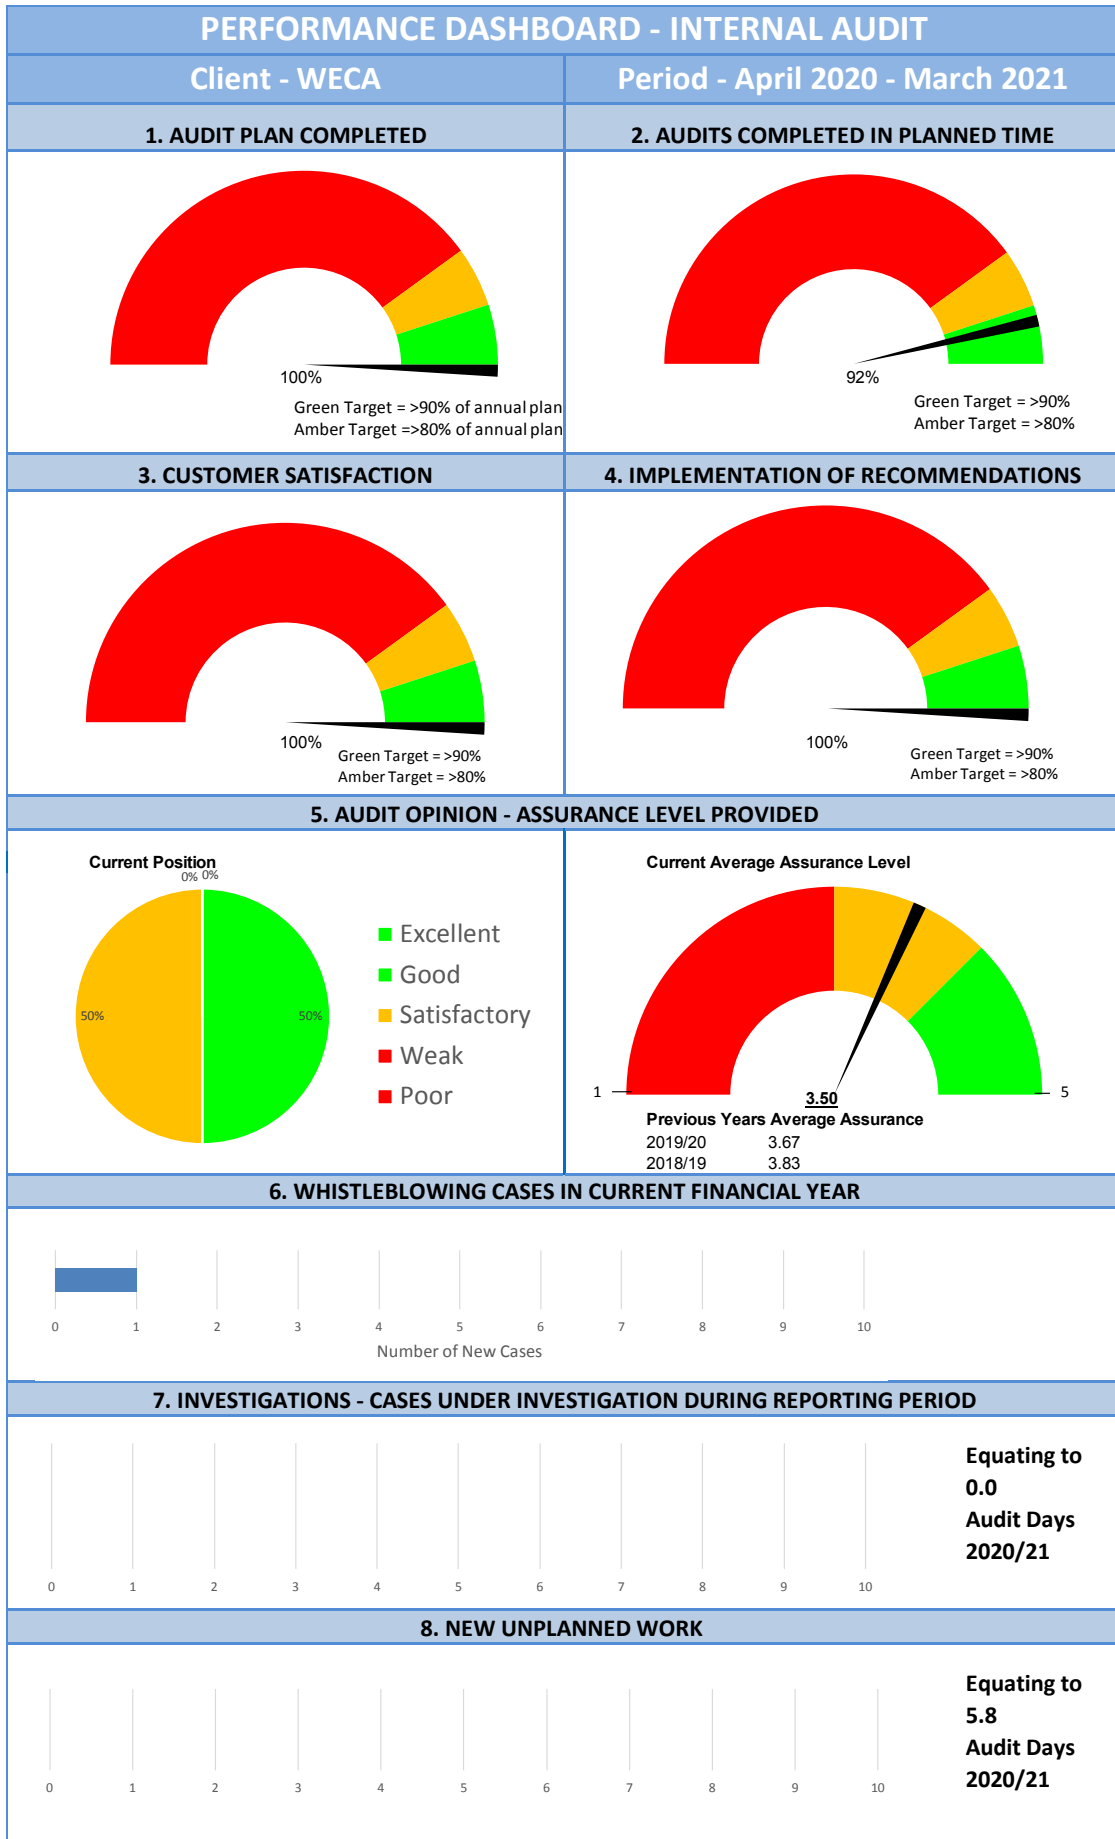 PERFORMANCE DASHBOARD - INTERNAL AUDIT
Client - WECA
Period - April 2020 - March 2021
1. AUDIT PLAN COMPLETED
2. AUDITS COMPLETED IN PLANNED TIME
100%
Green Target = >90% of annual plan
Amber Target =>80% of annual plan
92%
Green Target = >90%
Amber Target = >80%
3. CUSTOMER SATISFACTION
4. IMPLEMENTATION OF RECOMMENDATIONS
100%
Green Target = >90%
Amber Target = >80%
100%
Green Target = >90%
Amber Target = >80%
5. AUDIT OPINION - ASSURANCE LEVEL PROVIDED
Current Position
0% 0%
50% 50%
Excellent
Good
Satisfactory
Weak
Poor
Current Average Assurance Level
1 3.50 5
Previous Years Average Assurance
2019/20 3.67
2018/19 3.83
6. WHISTLEBLOWING CASES IN CURRENT FINANCIAL YEAR
0 1 2 3 4 5 6 7 8 9 10
Number of New Cases
7. INVESTIGATIONS - CASES UNDER INVESTIGATION DURING REPORTING PERIOD
0 1 2 3 4 5 6 7 8 9 10
Equating to
0.0
Audit Days
2020/21
8. NEW UNPLANNED WORK
0 1 2 3 4 5 6 7 8 9 10
Equating to
5.8
Audit Days
2020/21